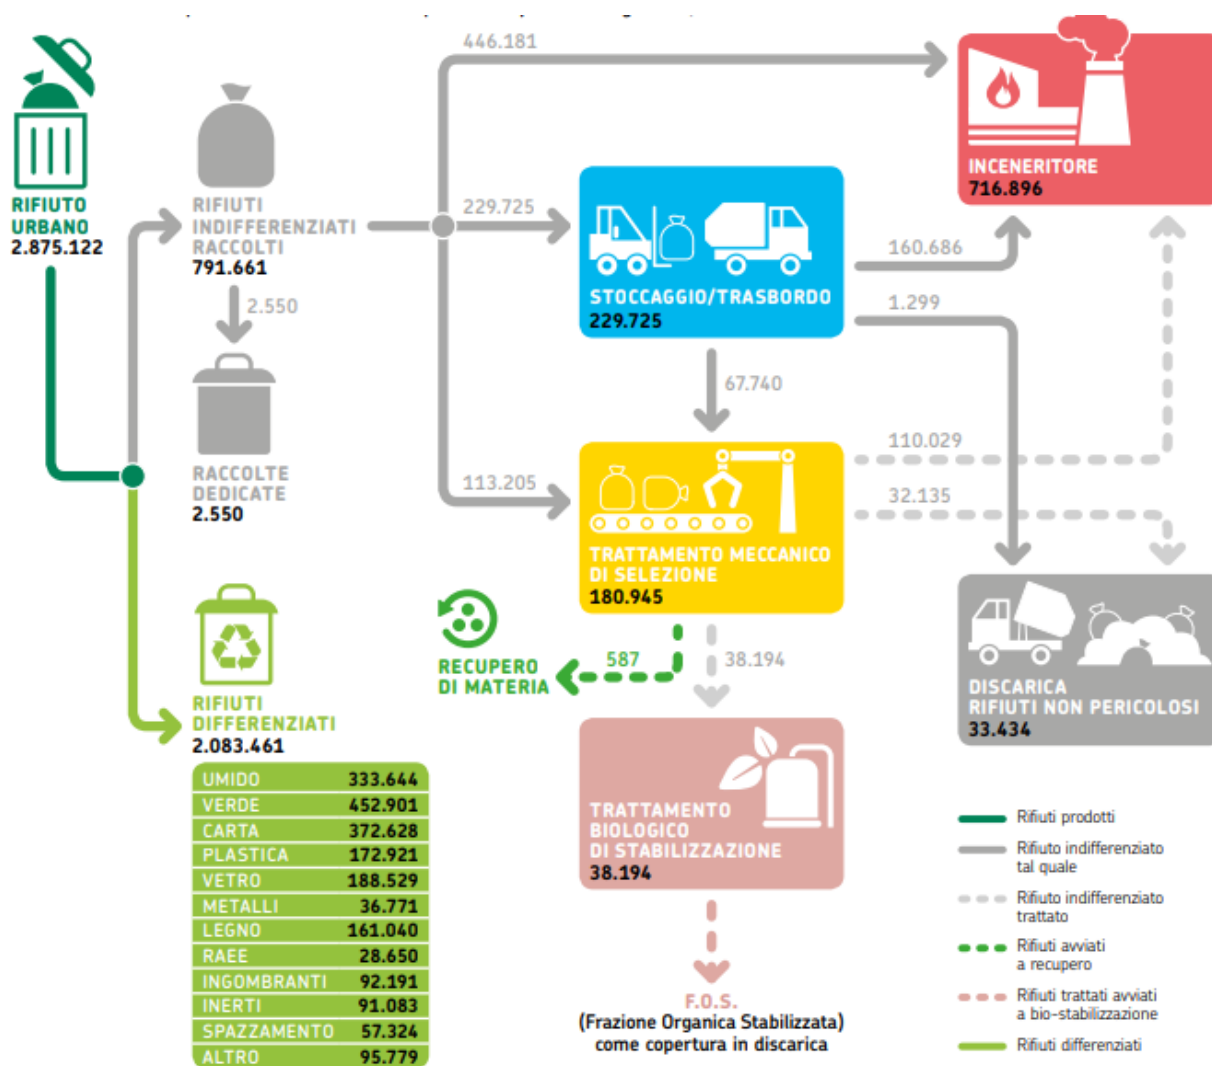 446.181
RIFIUTO
URBANO
2.875.122
RIFIUTI
INDIFFERENZIATI
RACCOLTI
791.661
2.550
RACCOLTE
DEDICATE
2.550
229.725
113.205
INCENERITORE
716.896
STOCCAGGIO/TRASBORDO
229.725
160.686
1.299
67.740
TRATTAMENTO MECCANICO
DI SELEZIONE
180.945
110.029
32.135
RECUPERO
DI MATERIA
587
38.194
DISCARICA
RIFIUTI NON PERICOLOSI
33.434
TRATTAMENTO
BIOLOGICO
DI STABILIZZAZIONE
38.194
F.O.S.
(Frazione Organica Stabilizzata)
come copertura in discarica
RIFIUTI
DIFFERENZIATI
2.083.461
UMIDO 333.644
VERDE 452.901
CARTA 372.628
PLASTICA 172.921
VETRO 188.529
METALLI 36.771
LEGNO 161.040
RAEE 28.650
INGOMBRANTI 92.191
INERTI 91.083
SPAZZAMENTO 57.324
ALTRO 95.779
Rifiuti prodotti
Rifiuto indifferenziato
tal quale
Rifiuto indifferenziato
trattato
Rifiuti avviati
a recupero
Rifiuti trattati avviati
a bio-stabilizzazione
Rifiuti differenziati